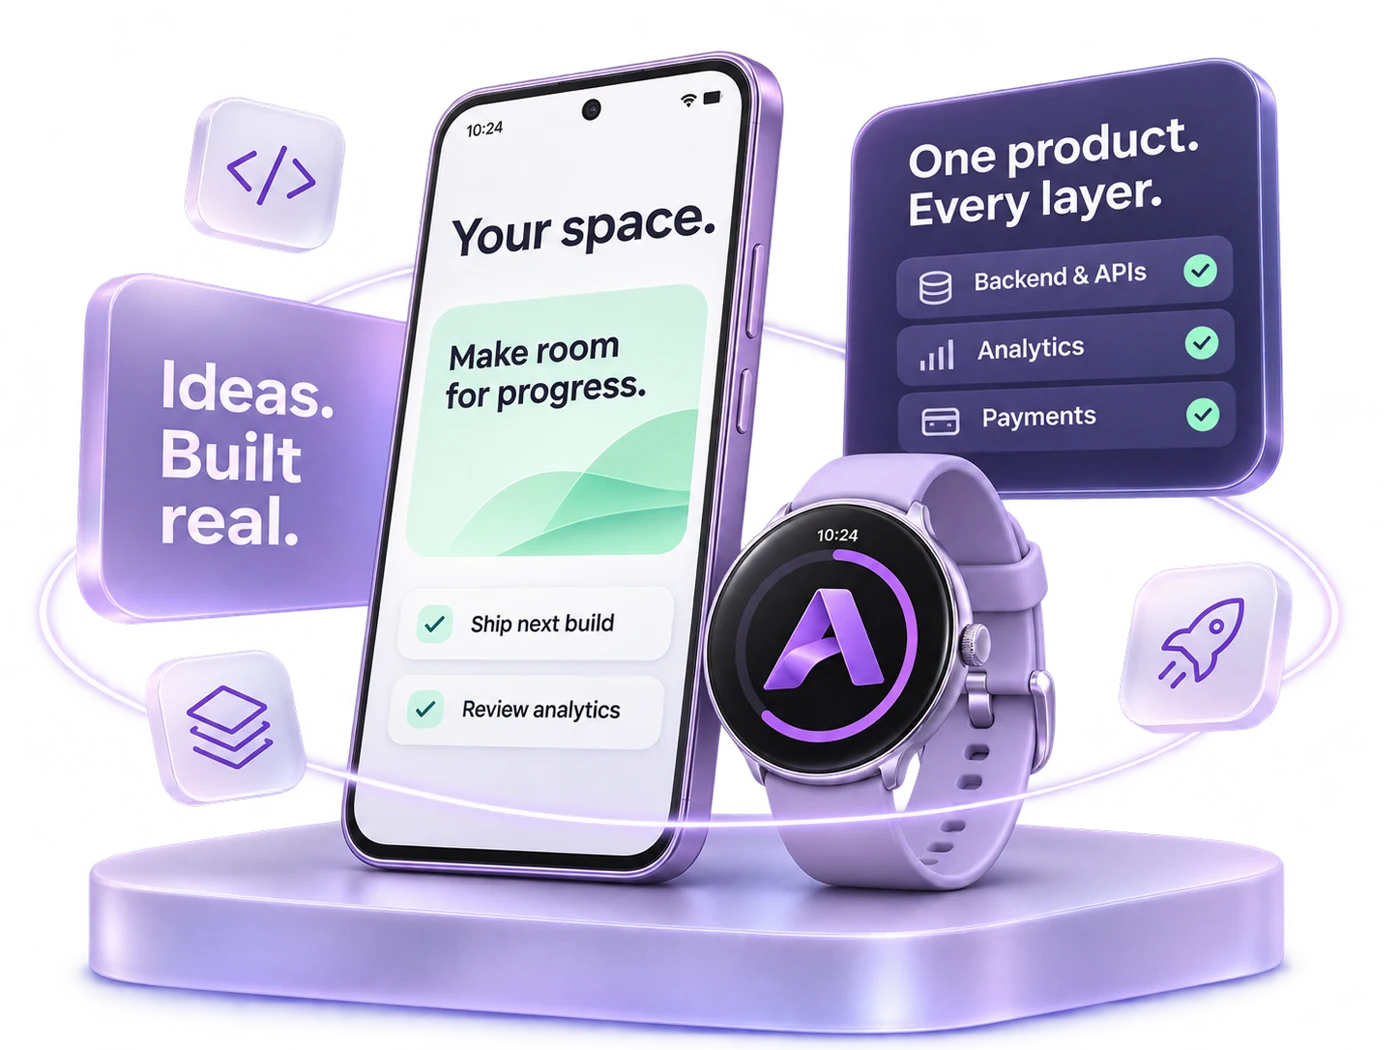 Ideas.
Built
real.
10:24
Your space.
Make room
for progress.
Ship next build
Review analytics
One product.
Every layer.
Backend & APIs
Analytics
Payments
10:24
A